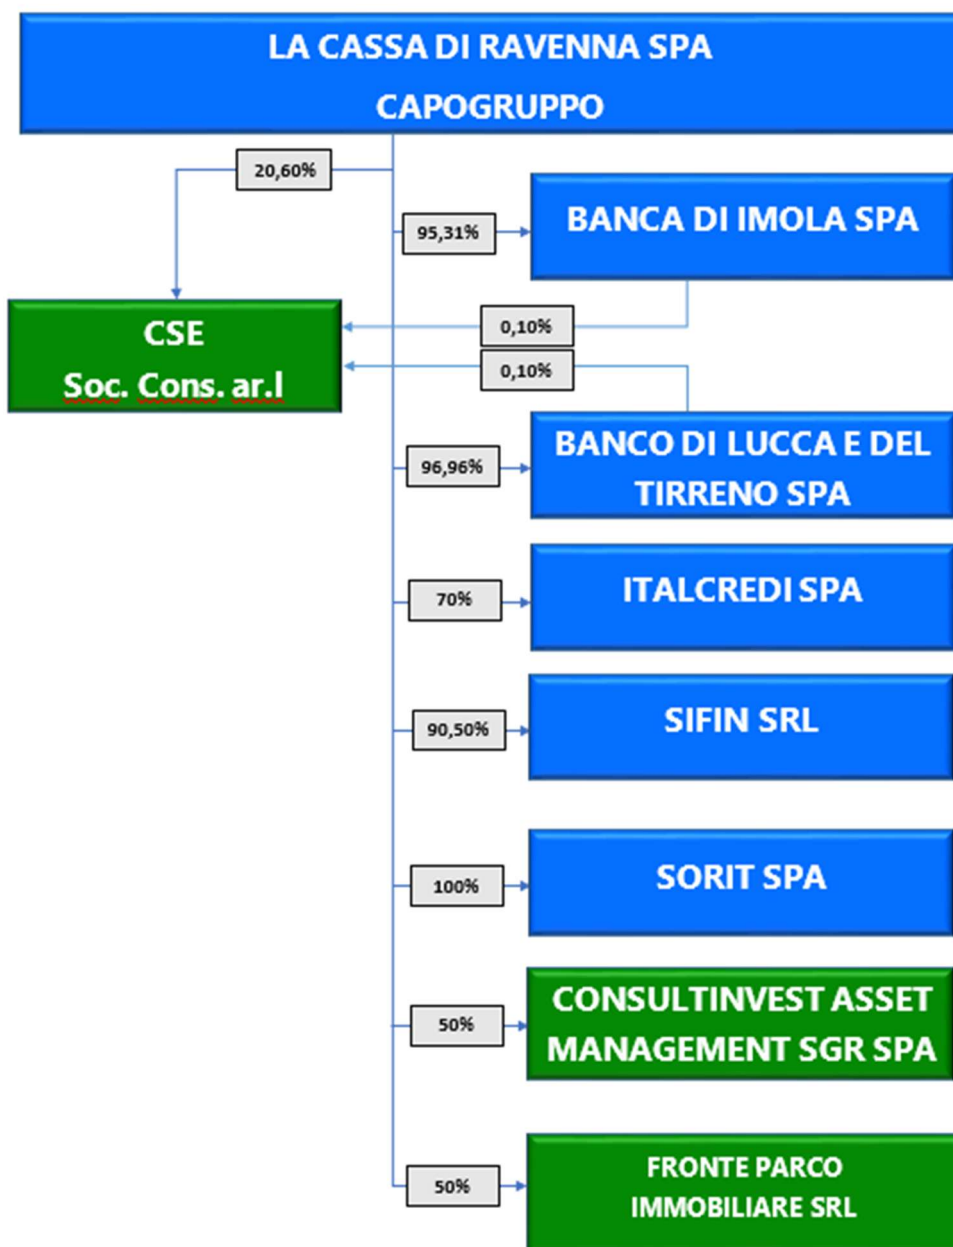 LA CASSA DI RAVENNA SPA
CAPOGRUPPO
20,60%
95,31%
BANCA DI IMOLA SPA
CSE
Soc. Cons. ar.l
0,10%
0,10%
96,96%
BANCO DI LUCCA E DEL
TIRRENO SPA
70%
ITALCREDI SPA
90,50%
SIFIN SRL
100%
SORIT SPA
50%
CONSULTINVEST ASSET
MANAGEMENT SGR SPA
50%
FRONTE PARCO
IMMOBILIARE SRL